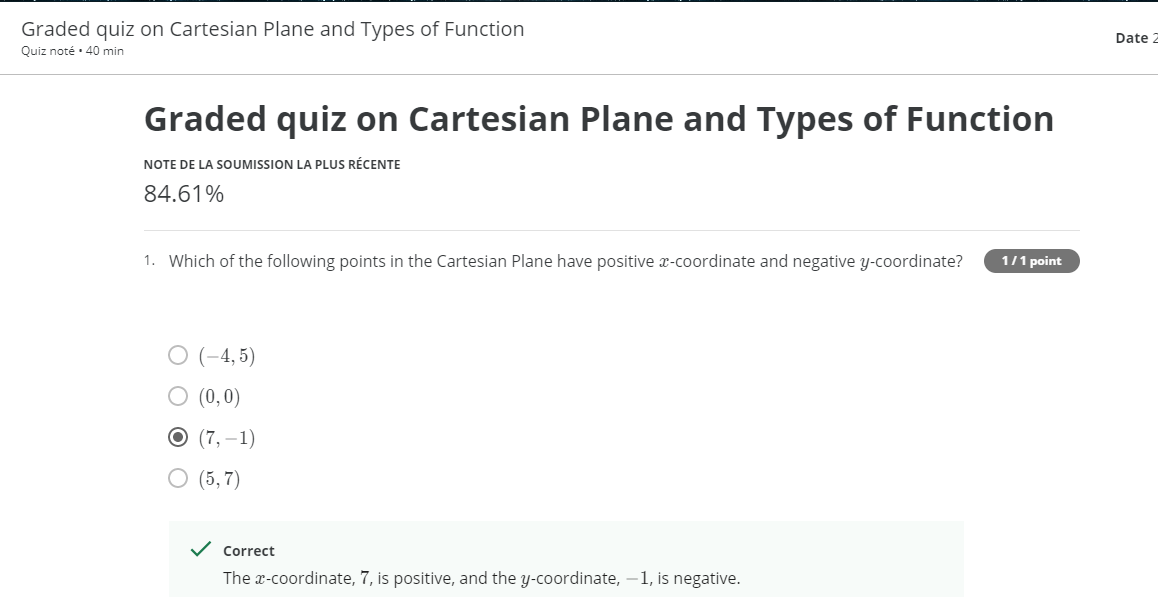 Graded quiz on Cartesian Plane and Types of Function
Quiz noté • 40 min
Date 2
Graded quiz on Cartesian Plane and Types of Function
NOTE DE LA SOUMISSION LA PLUS RÉCENTE
84.61%
1. Which of the following points in the Cartesian Plane have positive x-coordinate and negative y-coordinate? 1 / 1 point
(−4, 5)
(0, 0)
(7, −1)
(5, 7)
Correct
The x-coordinate, 7, is positive, and the y-coordinate, −1, is negative.